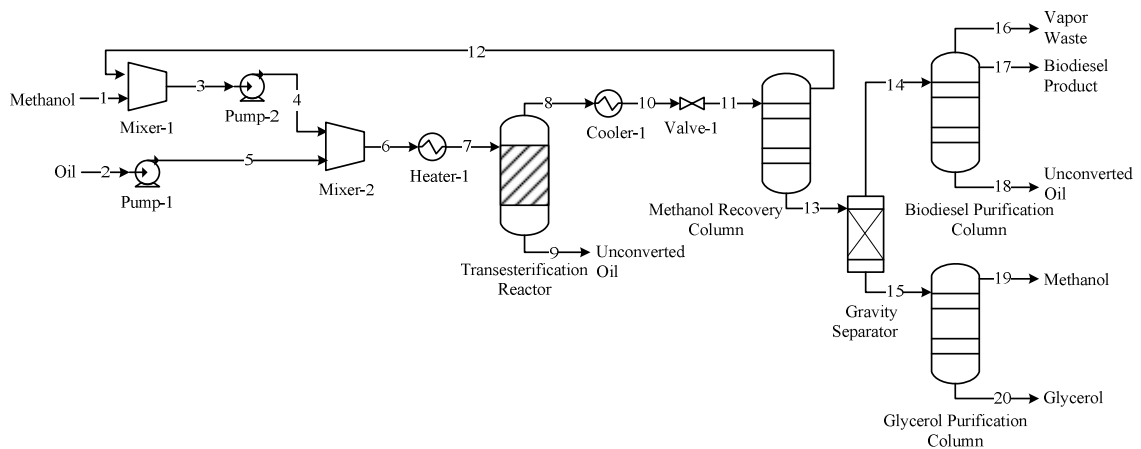 16
Vapor
Waste
12
17
Biodiesel
Product
14
Methanol
1
3
4
8
10
11
Mixer-1
Pump-2
Cooler-1
Valve-1
6
7
Oil
2
5
Mixer-2
Heater-1
Pump-1
18
Unconverted
Oil
Methanol Recovery
Column
13
Biodiesel Purification
Column
9
Unconverted
Oil
Transesterification
Reactor
15
19
Methanol
Gravity
Separator
20
Glycerol
Glycerol Purification
Column